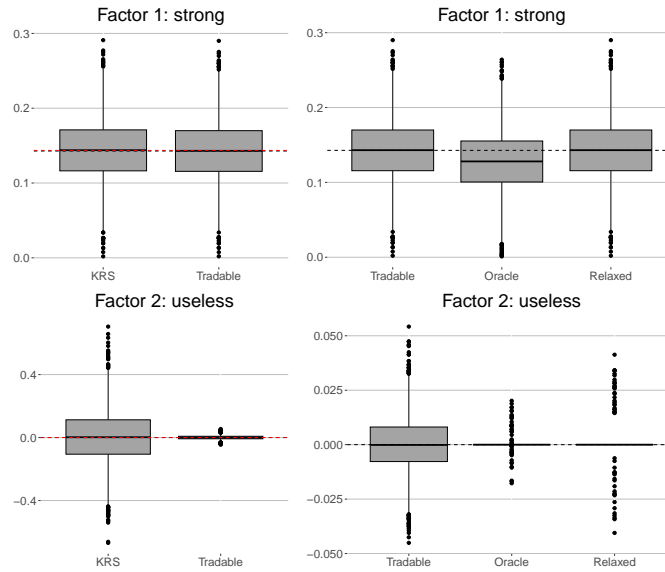 Factor 1: strong
0.3
0.2
0.1
0.0
KRS Tradable
Factor 1: strong
0.3
0.2
0.1
0.0
Tradable Oracle Relaxed
Factor 2: useless
0.4
0.0
−0.4
KRS Tradable
Factor 2: useless
0.050
0.025
0.000
−0.025
−0.050
Tradable Oracle Relaxed